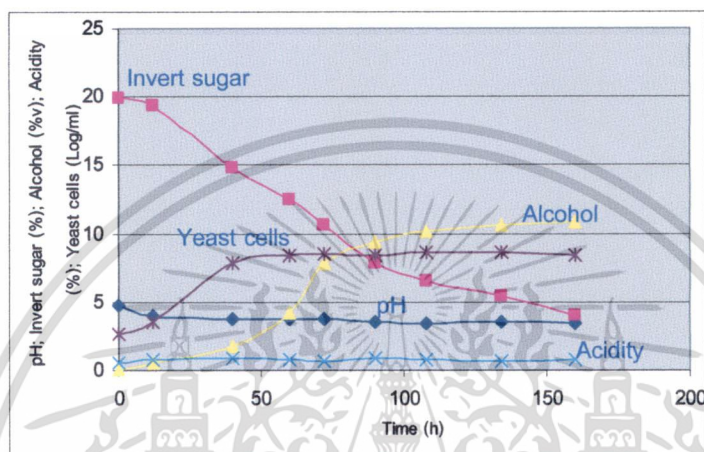 pH; Invert sugar (%); Alcohol (%v); Acidity
(%); Yeast cells (Log/ml)
25
20
15
10
5
0
Invert sugar
Yeast cells
Alcohol
pH
Acidity
0
50
100
150
200
Time (h)